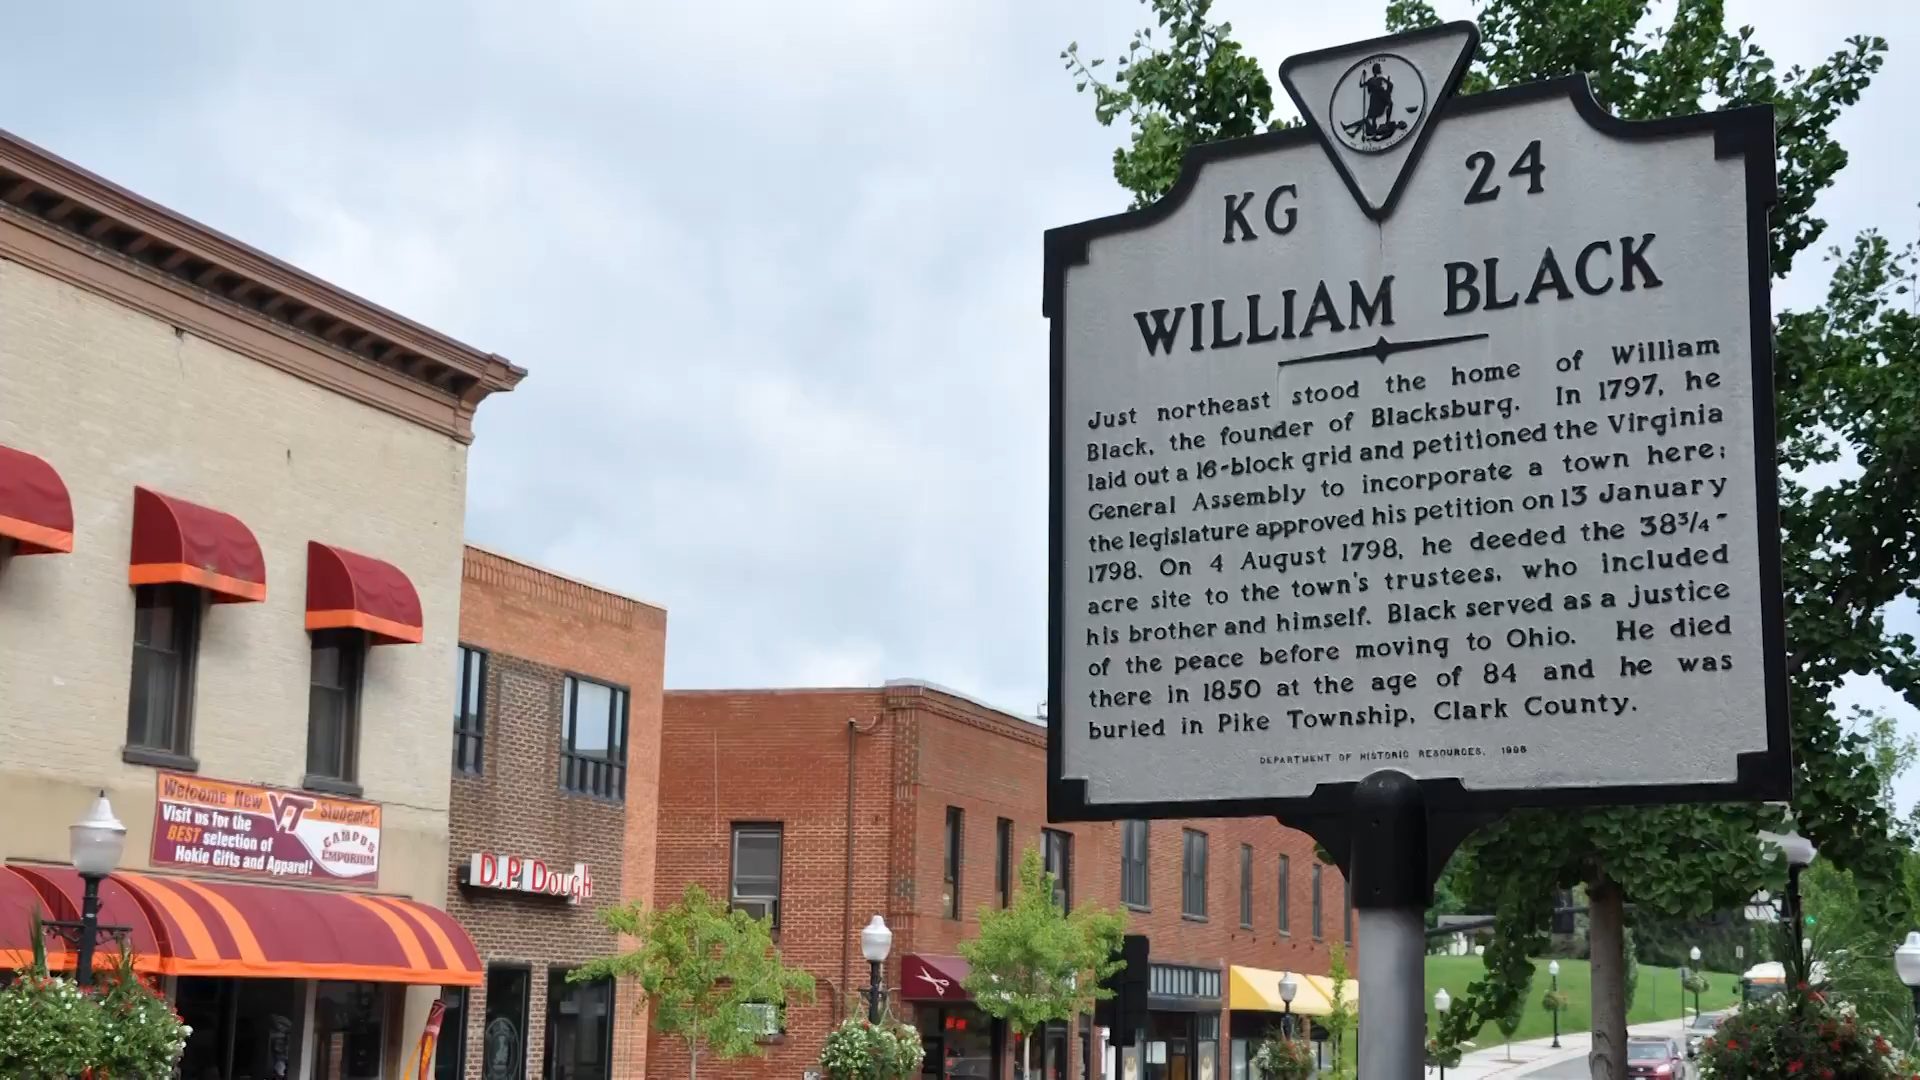 KG 24
WILLIAM BLACK
Just northeast stood the home of William
Black, the founder of Blacksburg. In 1797, he
laid out a 16-block grid and petitioned the Virginia
General Assembly to incorporate a town here;
the legislature approved his petition on 13 January
1798. On 4 August 1798, he deeded the 38¾-
acre site to the town's trustees, who included
his brother and himself. Black served as a justice
of the peace before moving to Ohio. He died
there in 1850 at the age of 84 and he was
buried in Pike Township, Clark County.
DEPARTMENT OF HISTORIC RESOURCES, 1998
Welcome New VT Students!
Visit us for the
BEST selection of
Hokie Gifts and Apparel!
CAMPUS
EMPORIUM
D.P. DOUGH